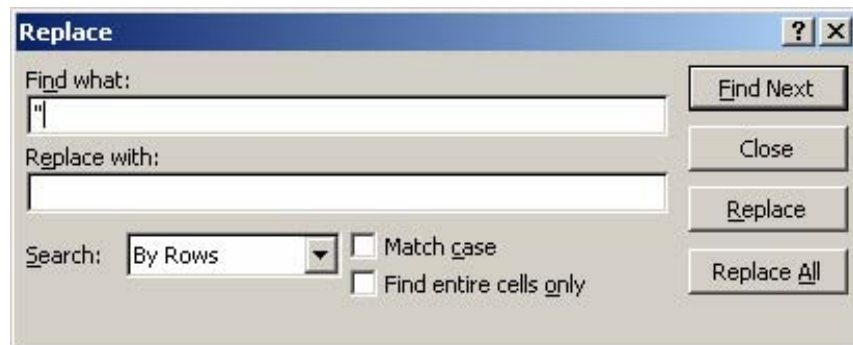 Replace
Find what:
"
Find Next
Replace with:
Close
Replace
Search: By Rows
Match case
Find entire cells only
Replace All